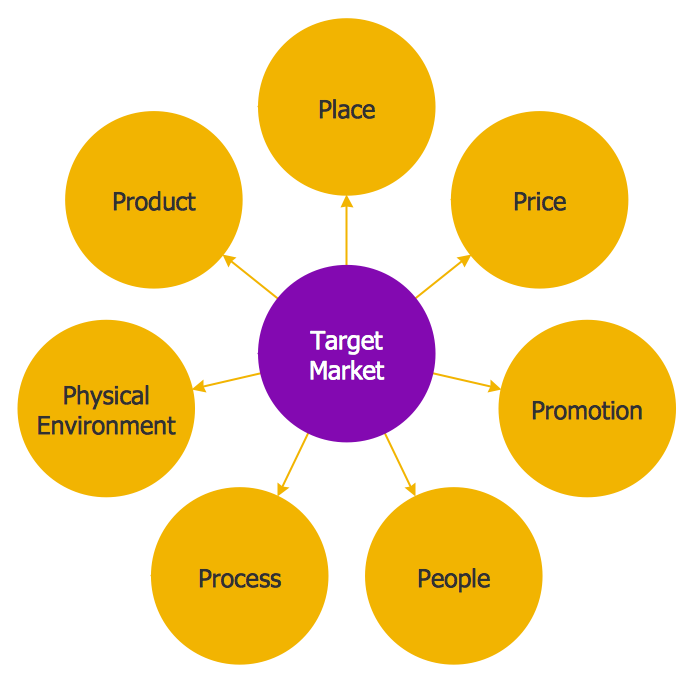 Place
Product
Price
Target
Market
Physical
Environment
Promotion
Process
People